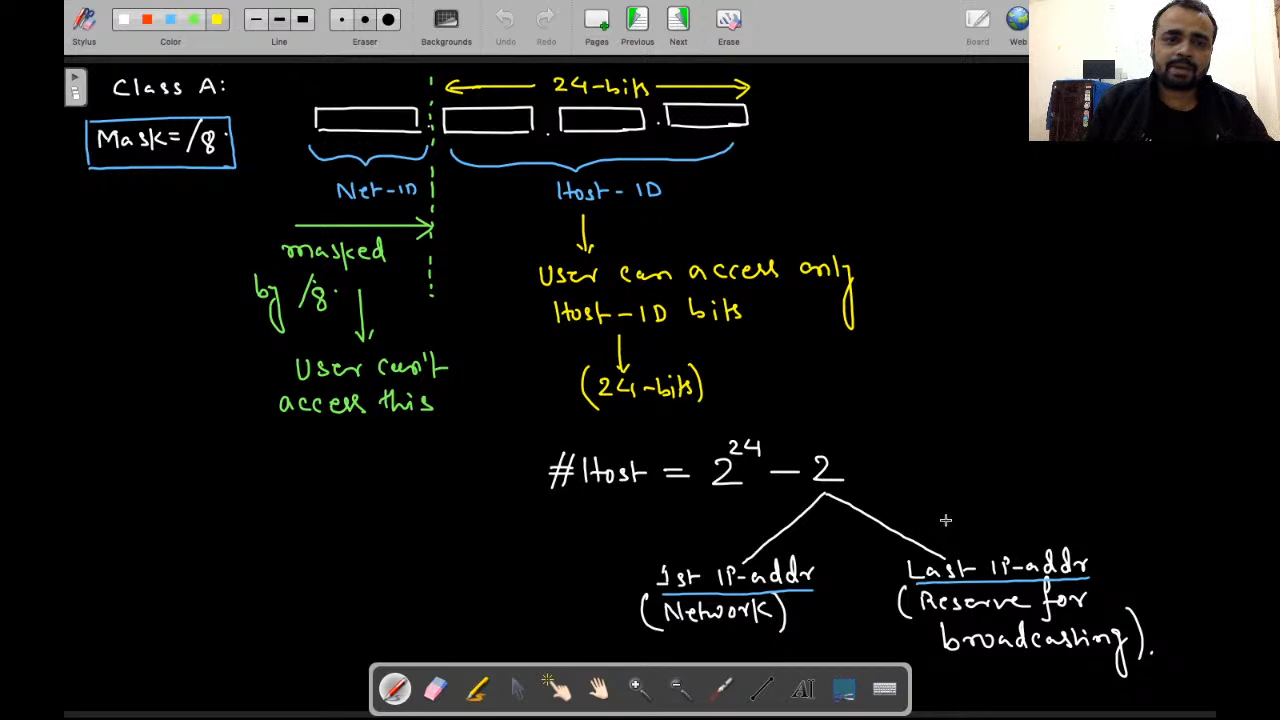 Stylus
Color
Line
Eraser
Backgrounds
Undo
Redo
Pages
Previous
Next
Erase
Board
Web
Class A:
Mask=/8.
24-bits
Net-ID
Host-ID
masked
by /8.
User can't
access this
User can access only
Host-ID bits
(24-bits)
#Host = 2^24 - 2
1st IP-addr
(Network)
Last IP-addr
(Reserve for
broadcasting).